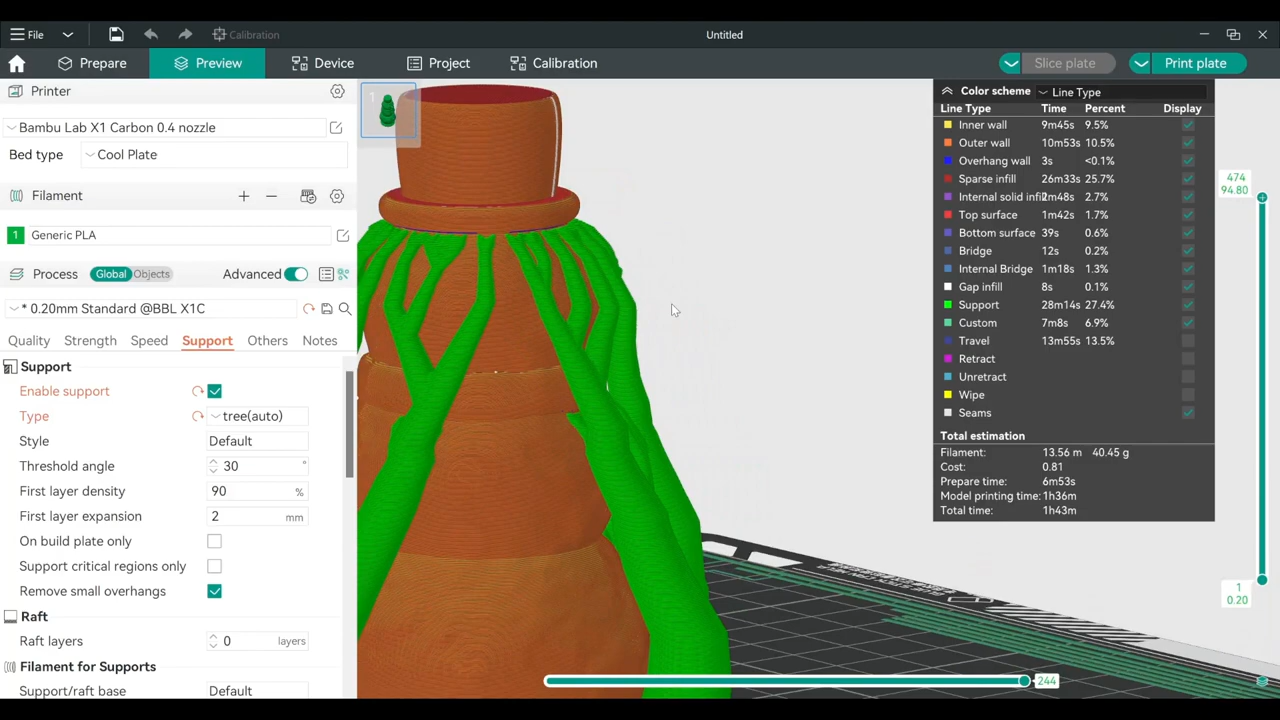 File
Calibration
Untitled
Prepare
Preview
Device
Project
Calibration
Slice plate
Print plate
Printer
Bambu Lab X1 Carbon 0.4 nozzle
Bed type
Cool Plate
Filament
1 Generic PLA
Process
Global
Objects
Advanced
* 0.20mm Standard @BBL X1C
Quality
Strength
Speed
Support
Others
Notes
Support
Enable support
Type
tree(auto)
Style
Default
Threshold angle
30
°
First layer density
90
%
First layer expansion
2
mm
On build plate only
Support critical regions only
Remove small overhangs
Raft
Raft layers
0
layers
Filament for Supports
Support/raft base
Default
1
Color scheme
Line Type
Line Type Time Percent Display
Inner wall 9m45s 9.5%
Outer wall 10m53s 10.5%
Overhang wall 3s <0.1%
Sparse infill 26m33s 25.7%
Internal solid infill 2m48s 2.7%
Top surface 1m42s 1.7%
Bottom surface 39s 0.6%
Bridge 12s 0.2%
Internal Bridge 1m18s 1.3%
Gap infill 8s 0.1%
Support 28m14s 27.4%
Custom 7m8s 6.9%
Travel 13m55s 13.5%
Retract
Unretract
Wipe
Seams
Total estimation
Filament: 13.56 m 40.45 g
Cost: 0.81
Prepare time: 6m53s
Model printing time: 1h36m
Total time: 1h43m
474
94.80
1
0.20
244